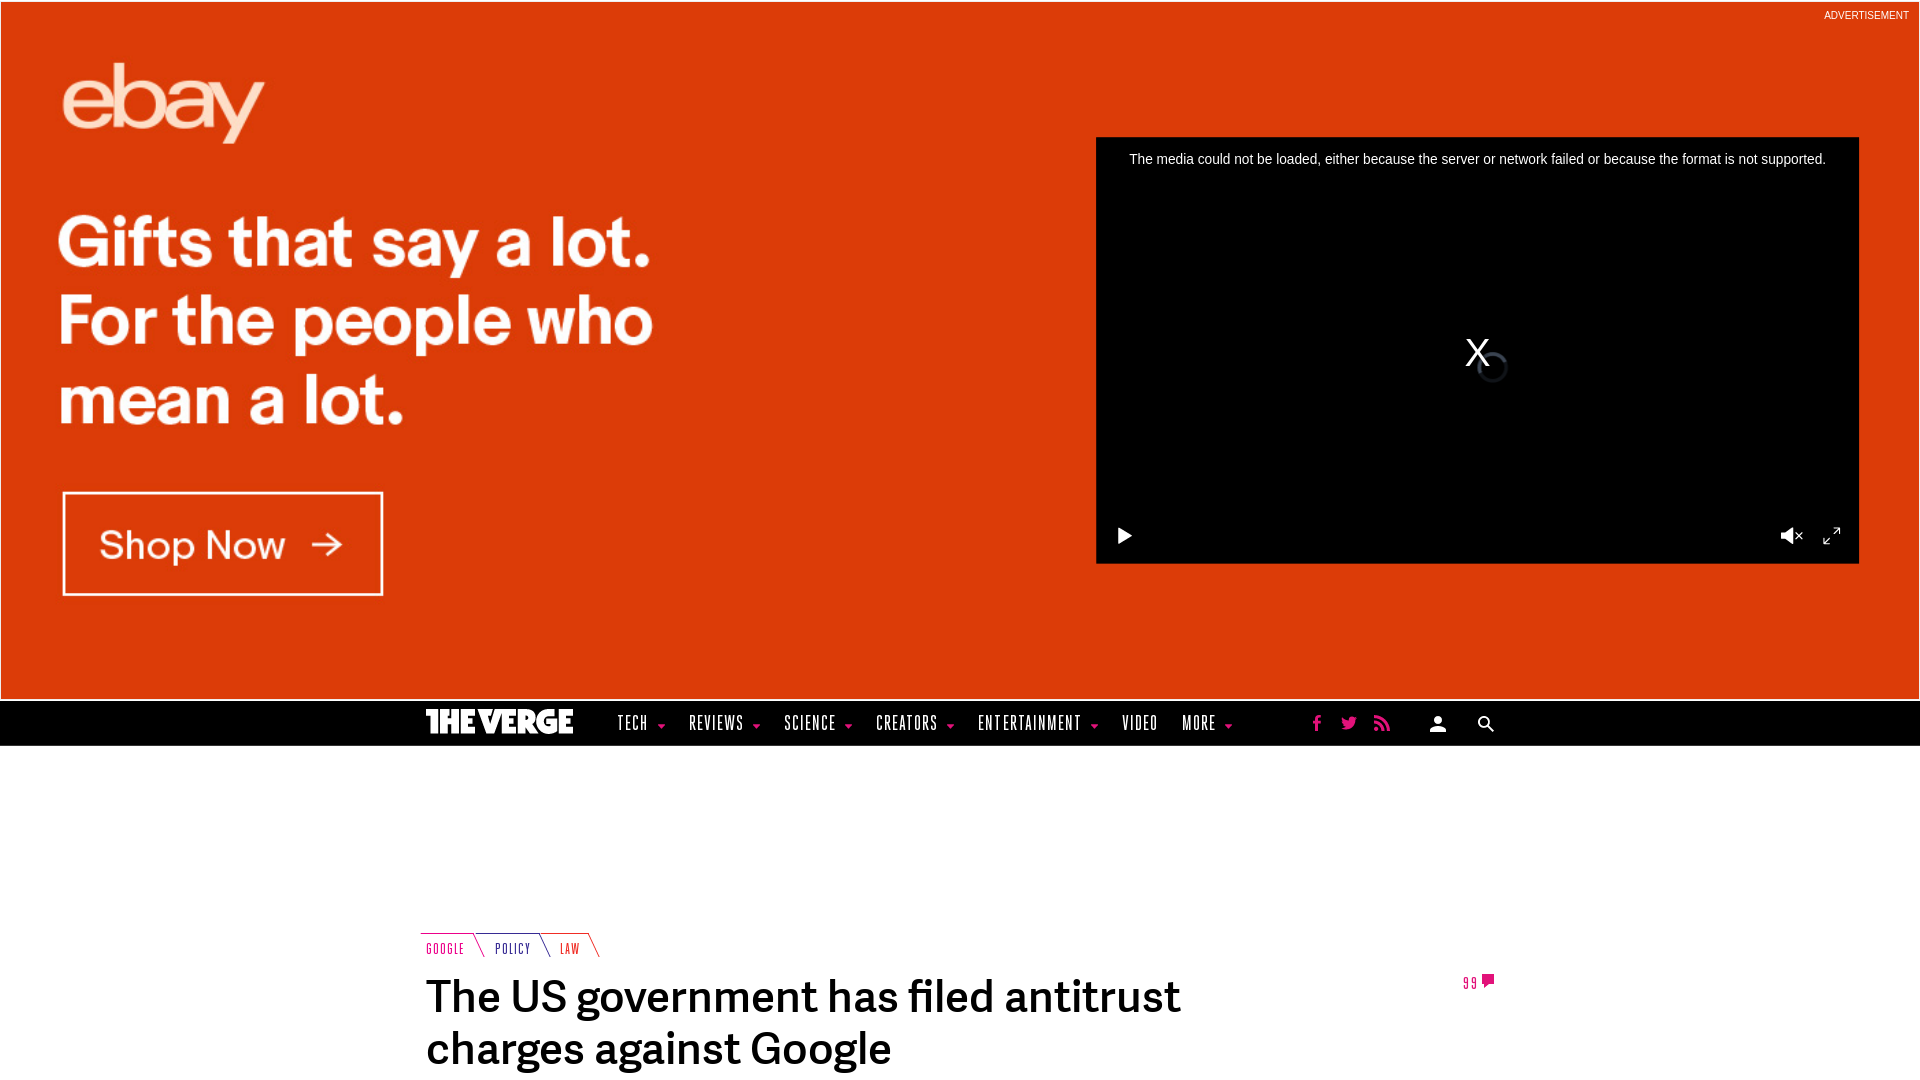 ADVERTISEMENT
ebay
Gifts that say a lot.
For the people who
mean a lot.
Shop Now
The media could not be loaded, either because the server or network failed or because the format is not supported.
X
THE VERGE TECH REVIEWS SCIENCE CREATORS ENTERTAINMENT VIDEO MORE
GOOGLE POLICY LAW
The US government has filed antitrust
charges against Google
99